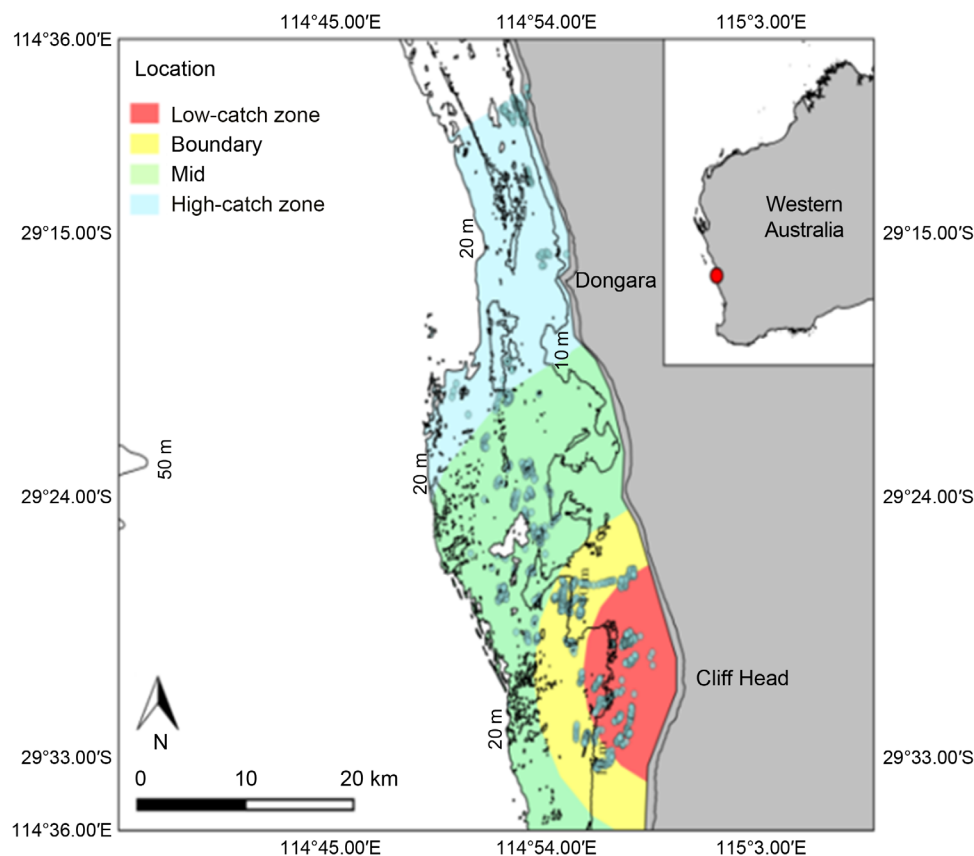 114°45.00'E 114°54.00'E 115°3.00'E
114°36.00'E
Location
Low-catch zone
Boundary
Mid
High-catch zone
Western
Australia
29°15.00'S 20 m 29°15.00'S
Dongara
10 m
50 m
20 m
29°24.00'S 29°24.00'S
Cliff Head
N
20 m
29°33.00'S 29°33.00'S
0 10 20 km
114°36.00'E
114°45.00'E 114°54.00'E 115°3.00'E